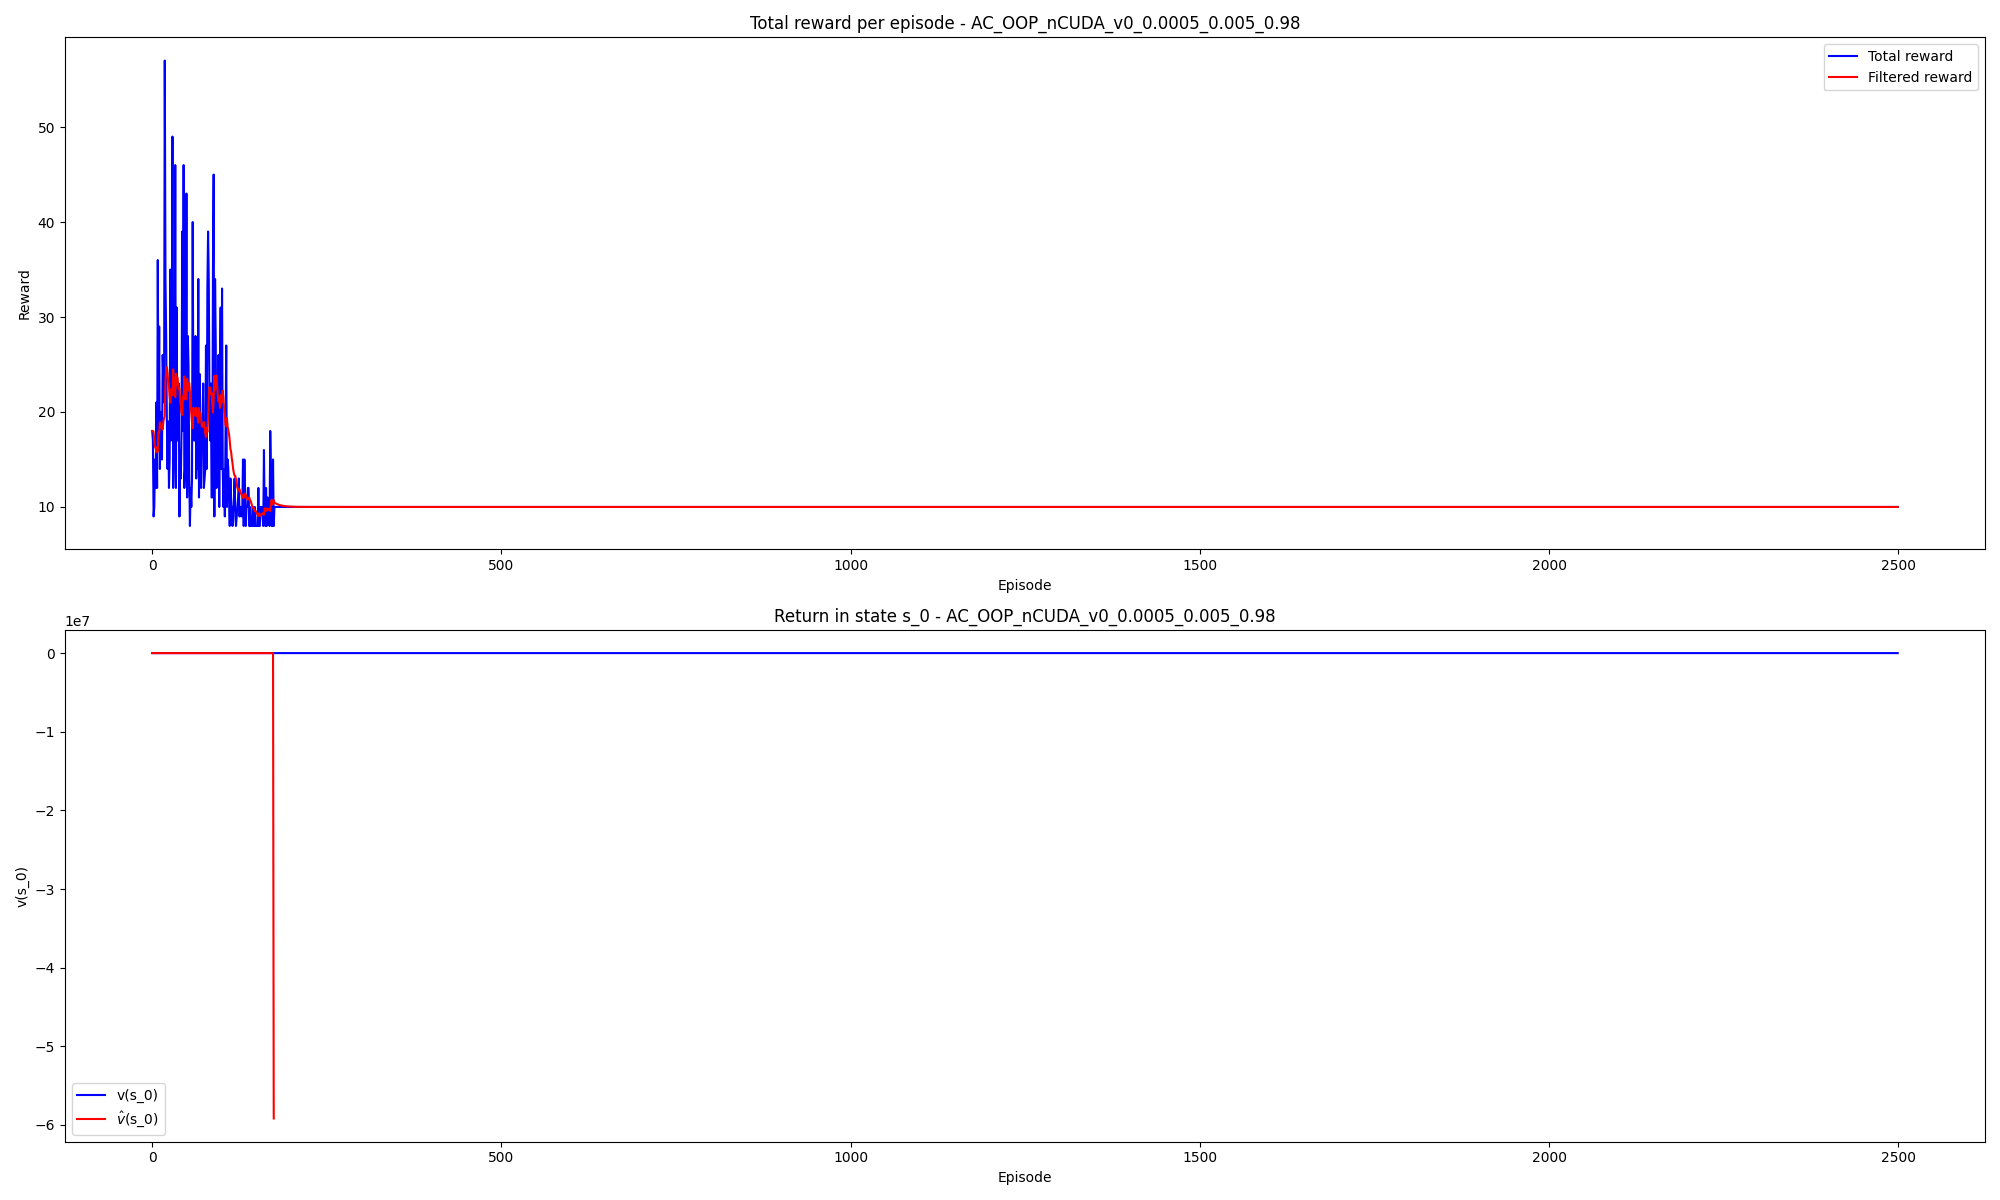 Total reward per episode - AC_OOP_nCUDA_v0_0.0005_0.005_0.98
Total reward
Filtered reward
50
40
30
20
10
Reward
0
500
1000
1500
2000
2500
Episode
Return in state s_0 - AC_OOP_nCUDA_v0_0.0005_0.005_0.98
1e7
0
−1
−2
−3
−4
−5
−6
v(s_0)
v(s_0)
v̂(s_0)
0
500
1000
1500
2000
2500
Episode